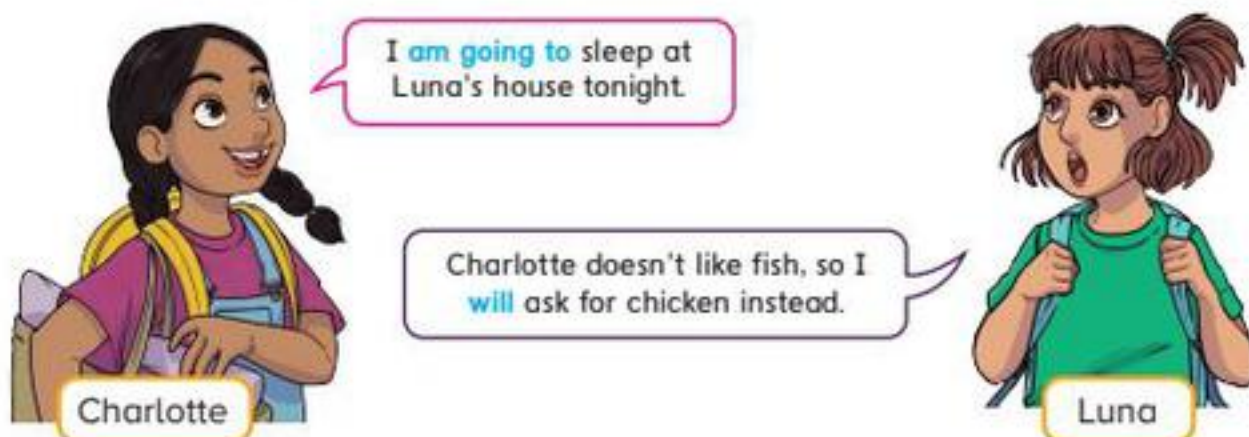 I am going to sleep at
Luna's house tonight.
Charlotte doesn't like fish, so I
will ask for chicken instead.
Charlotte
Luna